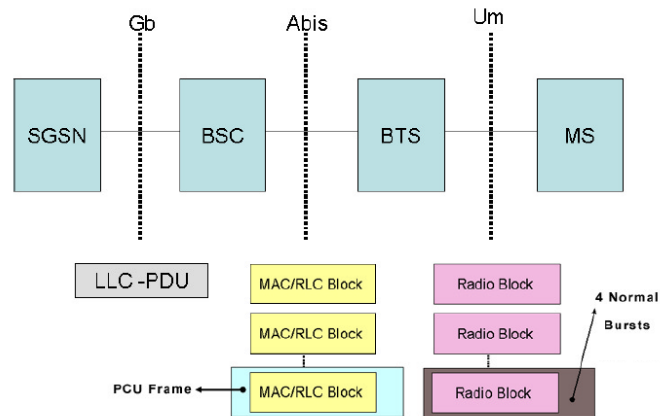 Gb
Abis
Um
SGSN
BSC
BTS
MS
LLC -PDU
MAC/RLC Block
Radio Block
4 Normal
Bursts
MAC/RLC Block
Radio Block
PCU Frame
MAC/RLC Block
Radio Block